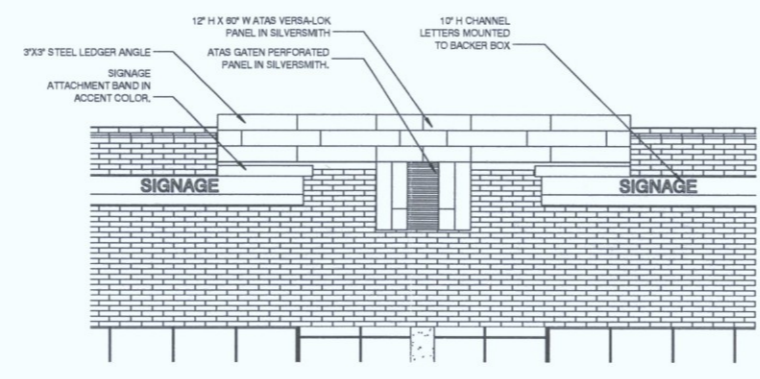 12" H X 60" W ATAS VERSA-LOK
PANEL IN SILVERSMITH
3"X3" STEEL LEDGER ANGLE
ATAS GATEN PERFORATED
PANEL IN SILVERSMITH.
SIGNAGE
ATTACHMENT BAND IN
ACCENT COLOR.
10" H CHANNEL
LETTERS MOUNTED
TO BACKER BOX
SIGNAGE
SIGNAGE